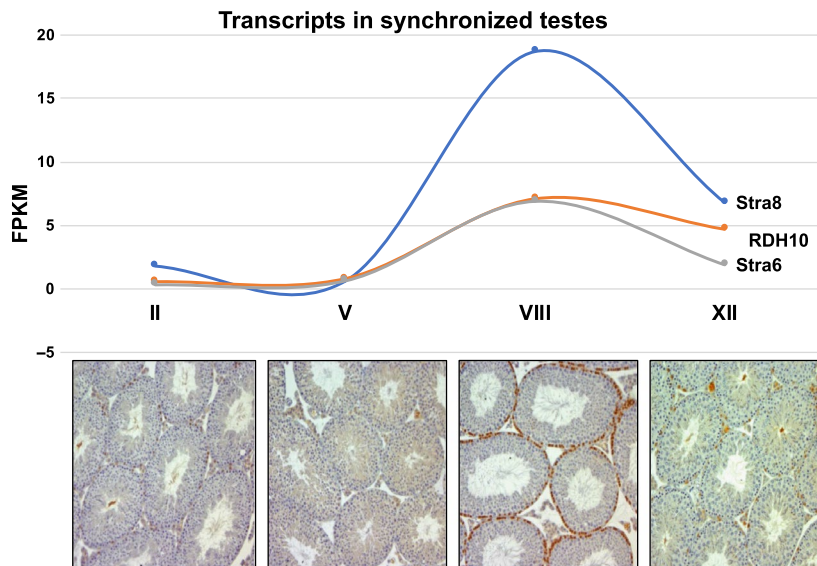 Transcripts in synchronized testes
20
15
10
5
0
–5
FPKM
Stra8
RDH10
Stra6
II V VIII XII